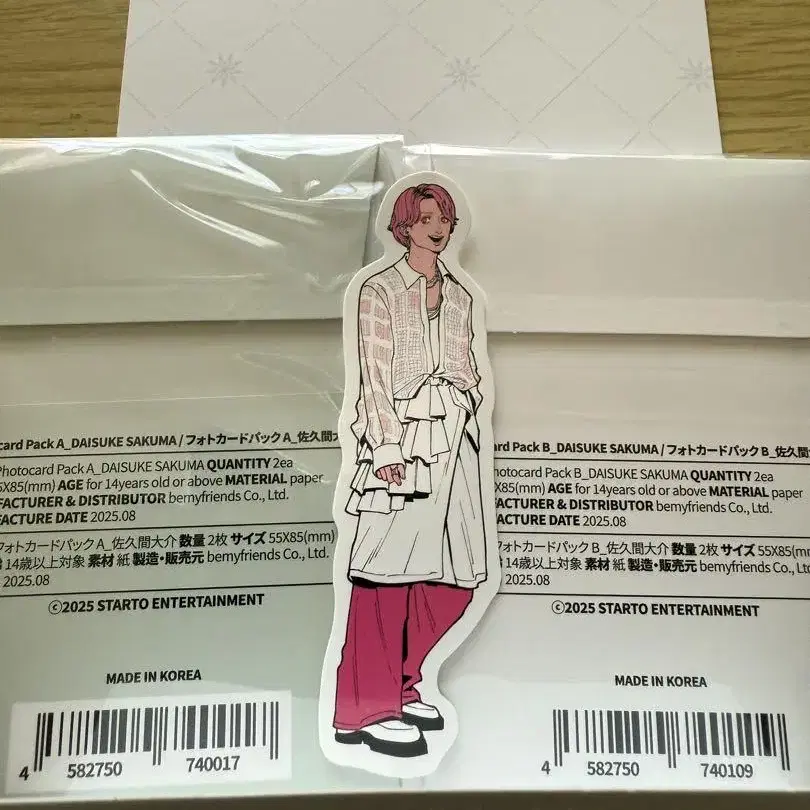 card Pack A_DAISUKE SAKUMA / フォトカードパック A_佐久間
Photocard Pack A_DAISUKE SAKUMA QUANTITY 2ea
5X85(mm) AGE for 14years old or above MATERIAL paper
FACTURER & DISTRIBUTOR bemyfriends Co., Ltd.
FACTURE DATE 2025.08
フォトカードパック A_佐久間大介 数量 2枚 サイズ 55X85(mm)
14歳以上対象 素材 紙 製造・販売元 bemyfriends Co., Ltd.
2025.08
©2025 STARTO ENTERTAINMENT
MADE IN KOREA
4 582750 740017
card Pack B_DAISUKE SAKUMA / フォトカードパック B_佐久間
hotocard Pack B_DAISUKE SAKUMA QUANTITY 2ea
5X85(mm) AGE for 14years old or above MATERIAL paper
FACTURER & DISTRIBUTOR bemyfriends Co., Ltd.
FACTURE DATE 2025.08
フォトカードパック B_佐久間大介 数量 2枚 サイズ 55X85(mm
14歳以上対象 素材 紙 製造・販売元 bemyfriends Co., Ltd.
2025.08
©2025 STARTO ENTERTAINMENT
MADE IN KOREA
4 582750 740109